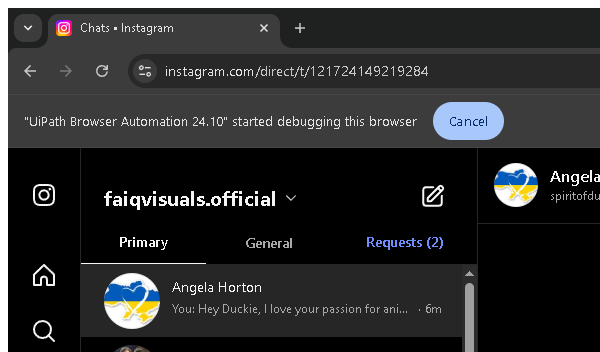 Chats • Instagram
instagram.com/direct/t/121724149219284
"UiPath Browser Automation 24.10" started debugging this browser
Cancel
faiqvisuals.official
Angela
spiritofdu
Primary
General
Requests (2)
Angela Horton
You: Hey Duckie, I love your passion for ani... · 6m